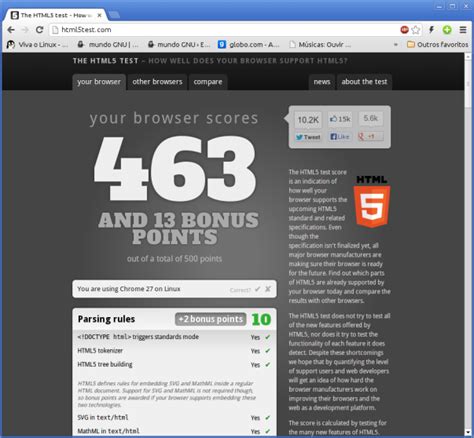 The HTML5 test - How w
html5test.com
Viva o Linux - mundo GNU | E mundo GNU | C globo.com - A Músicas: Ouvir » Outros favoritos
THE HTML5 TEST – HOW WELL DOES YOUR BROWSER SUPPORT HTML5?
your browser other browsers compare news about the test
your browser scores
463
AND 13 BONUS
POINTS
out of a total of 500 points
10.2K 15k 5.6k
Tweet Like +1
You are using Chrome 27 on Linux Correct? ✔ ✘
Parsing rules +2 bonus points 10
<!DOCTYPE html> triggers standards mode Yes ✔
HTML5 tokenizer Yes ✔
HTML5 tree building Yes ✔
HTML5 defines rules for embedding SVG and MathML inside a regular
HTML document. Support for SVG and MathML is not required though,
so bonus points are awarded if your browser supports embedding these
two technologies.
SVG in text/html Yes ✔
MathML in text/html Yes ✔
HTML
5
The HTML5 test score
is an indication of
how well your
browser supports the
upcoming HTML5
standard and related
specifications. Even
though the
specification isn't finalized yet, all
major browser manufacturers are
making sure their browser is ready
for the future. Find out which parts
of HTML5 are already supported by
your browser today and compare the
results with other browsers.
The HTML5 test does not try to test all
of the new features offered by
HTML5, nor does it try to test the
functionality of each feature it does
detect. Despite these shortcomings
we hope that by quantifying the level
of support users and web developers
will get an idea of how hard the
browser manufacturers work on
improving their browsers and the
web as a development platform.
The score is calculated by testing for
the many new features of HTML5.